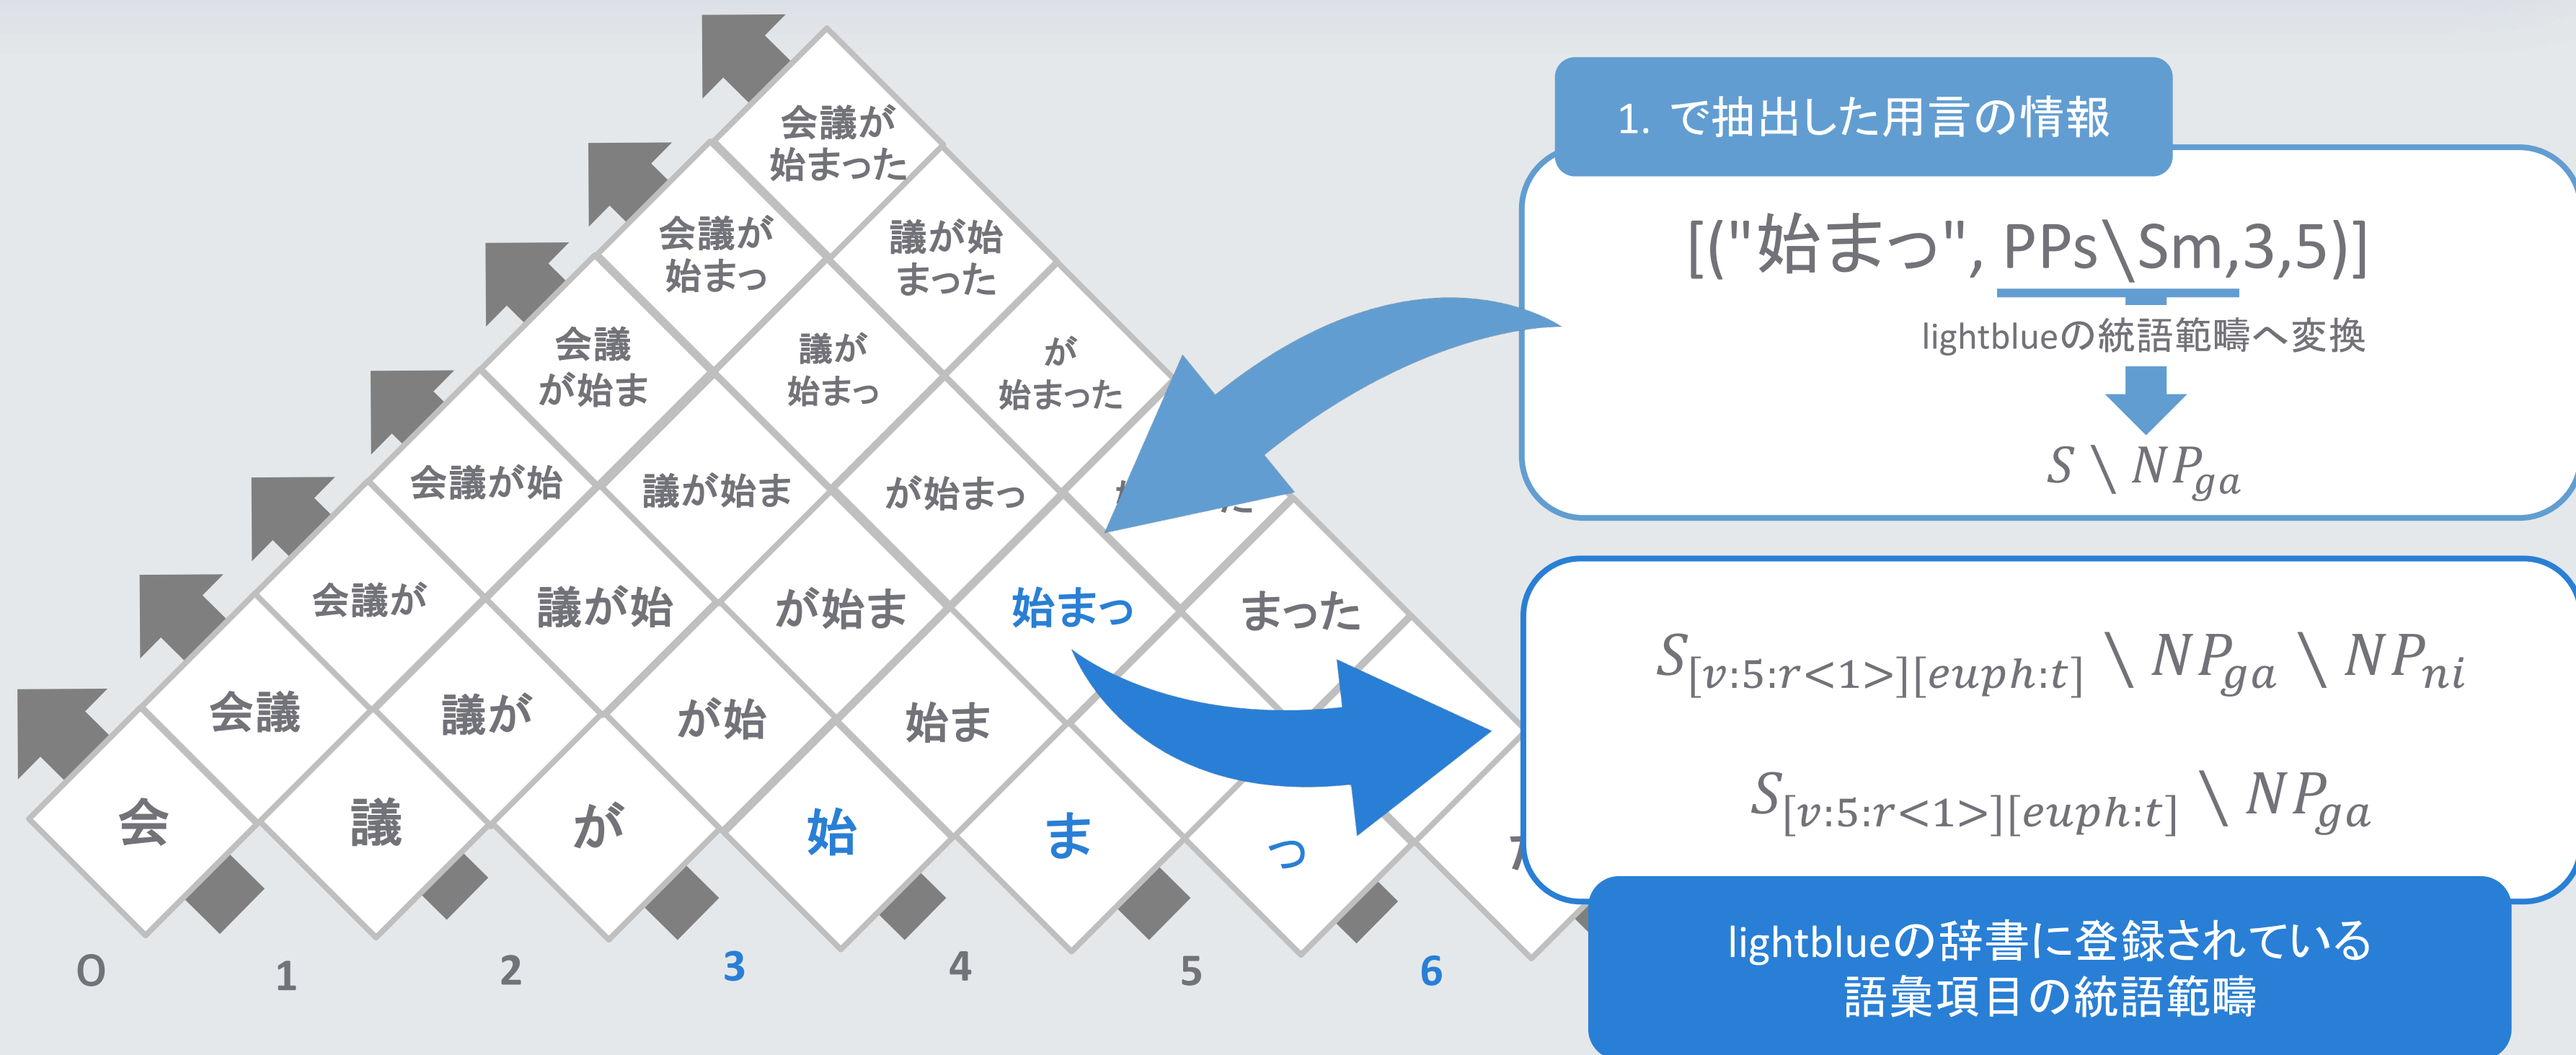 会議が
始まった
会議が
始まっ
議が始
まった
会議
が始ま
議が
始まっ
が
始まった
会議が始
議が始ま
が始まっ
会議が
議が始
が始ま
始まっ
まった
会議
議が
が始
始ま
会
議
が
始
ま
っ
0
1
2
3
4
5
6
1. で抽出した用言の情報
[("始まっ", PPs\Sm,3,5)]
lightblueの統語範疇へ変換
S \ NP_ga
S_[v:5:r<1>][euph:t] \ NP_ga \ NP_ni
S_[v:5:r<1>][euph:t] \ NP_ga
lightblueの辞書に登録されている
語彙項目の統語範疇